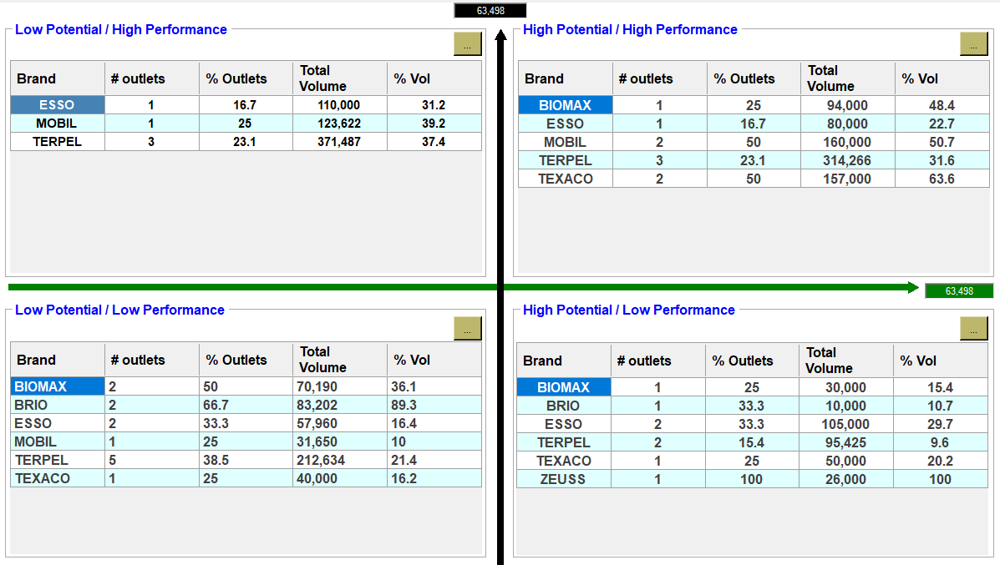 63,498
Low Potential / High Performance
...
Brand # outlets % Outlets Total Volume % Vol
ESSO 1 16.7 110,000 31.2
MOBIL 1 25 123,622 39.2
TERPEL 3 23.1 371,487 37.4
High Potential / High Performance
...
Brand # outlets % Outlets Total Volume % Vol
BIOMAX 1 25 94,000 48.4
ESSO 1 16.7 80,000 22.7
MOBIL 2 50 160,000 50.7
TERPEL 3 23.1 314,266 31.6
TEXACO 2 50 157,000 63.6
63,498
Low Potential / Low Performance
...
Brand # outlets % Outlets Total Volume % Vol
BIOMAX 2 50 70,190 36.1
BRIO 2 66.7 83,202 89.3
ESSO 2 33.3 57,960 16.4
MOBIL 1 25 31,650 10
TERPEL 5 38.5 212,634 21.4
TEXACO 1 25 40,000 16.2
High Potential / Low Performance
...
Brand # outlets % Outlets Total Volume % Vol
BIOMAX 1 25 30,000 15.4
BRIO 1 33.3 10,000 10.7
ESSO 2 33.3 105,000 29.7
TERPEL 2 15.4 95,425 9.6
TEXACO 1 25 50,000 20.2
ZEUSS 1 100 26,000 100